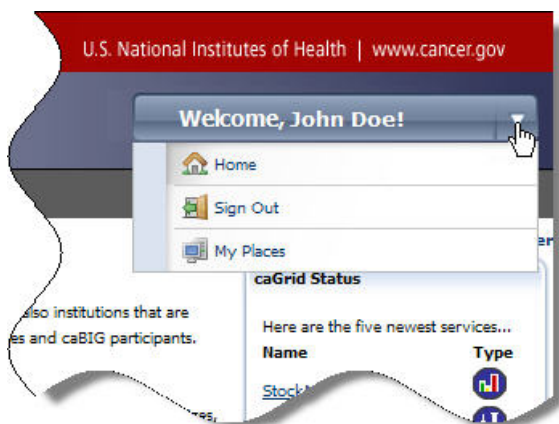 U.S. National Institutes of Health | www.cancer.gov
Welcome, John Doe!
Home
Sign Out
My Places
er
caGrid Status
also institutions that are
es and caBIG participants.
Here are the five newest services...
Name Type